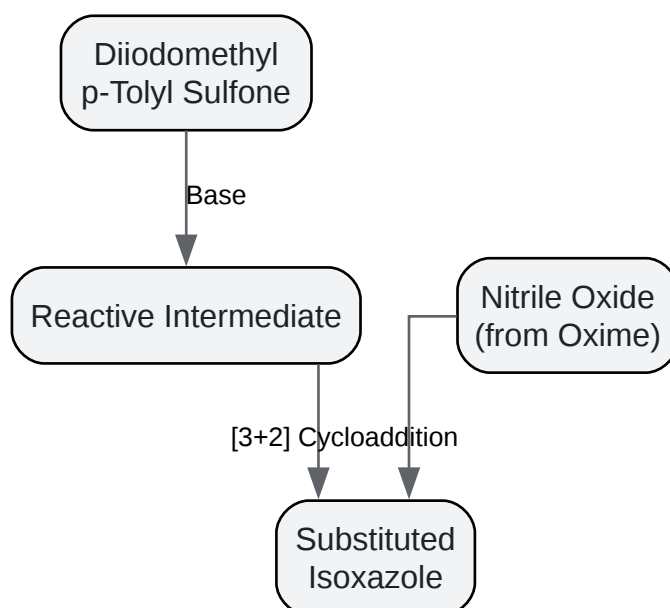 Diiodomethyl
p-Tolyl Sulfone
Base
Reactive Intermediate
Nitrile Oxide
(from Oxime)
[3+2] Cycloaddition
Substituted
Isoxazole